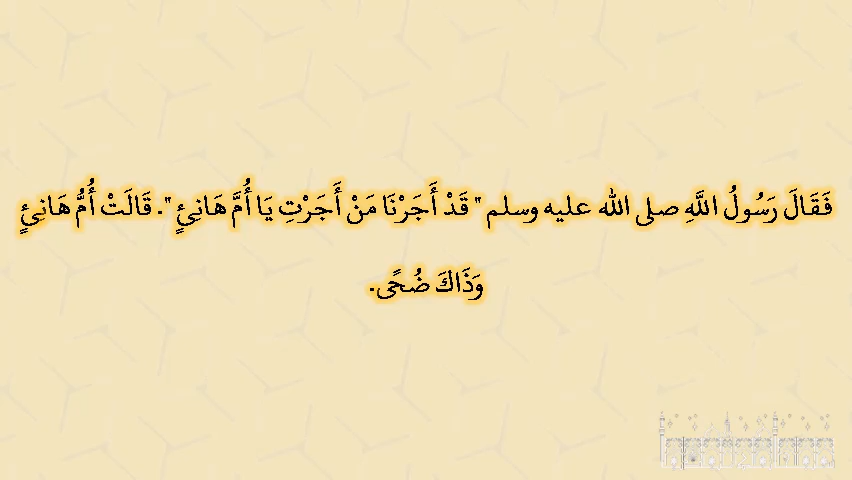 فَقَالَ رَسُولُ اللَّهِ صلى الله عليه وسلم " قَدْ أَجَرْنَا مَنْ أَجَرْتِ يَا أُمَّ هَانِئٍ ". قَالَتْ أُمُّ هَانِئٍ
وَذَاكَ ضُحًى.